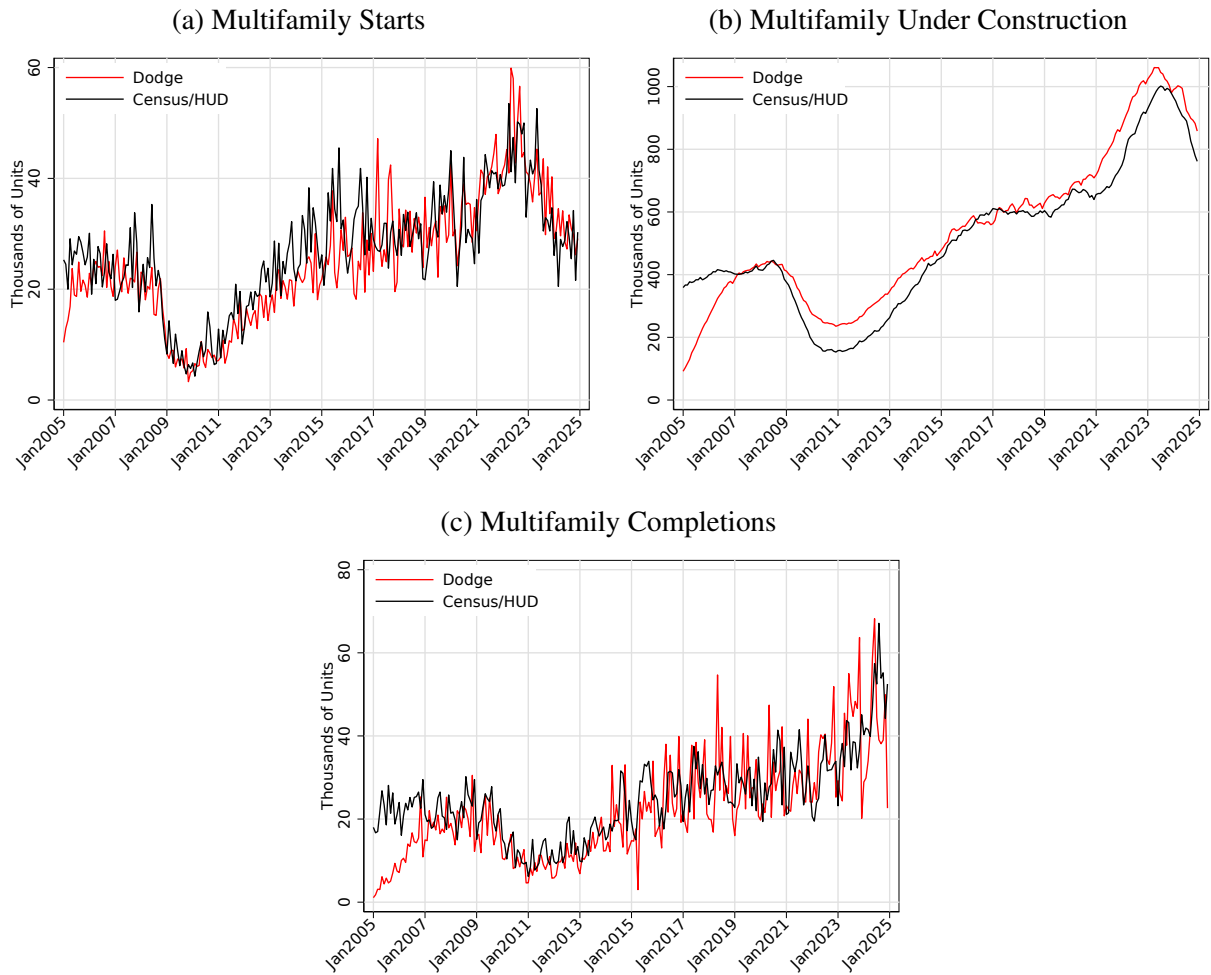 (a) Multifamily Starts
Thousands of Units
60
40
20
0
Dodge
Census/HUD
Jan2005
Jan2007
Jan2009
Jan2011
Jan2013
Jan2015
Jan2017
Jan2019
Jan2021
Jan2023
Jan2025
(b) Multifamily Under Construction
Thousands of Units
1000
800
600
400
200
0
Dodge
Census/HUD
Jan2005
Jan2007
Jan2009
Jan2011
Jan2013
Jan2015
Jan2017
Jan2019
Jan2021
Jan2023
Jan2025
(c) Multifamily Completions
Thousands of Units
80
60
40
20
0
Dodge
Census/HUD
Jan2005
Jan2007
Jan2009
Jan2011
Jan2013
Jan2015
Jan2017
Jan2019
Jan2021
Jan2023
Jan2025